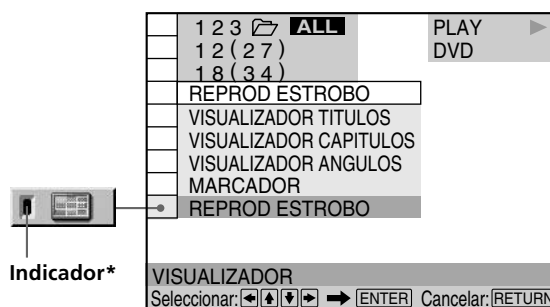 1 2 3 ALL PLAY
1 2 ( 2 7 ) DVD
1 8 ( 3 4 )
REPROD ESTROBO
VISUALIZADOR TITULOS
VISUALIZADOR CAPITULOS
VISUALIZADOR ANGULOS
MARCADOR
REPROD ESTROBO
Indicador*
VISUALIZADOR
Seleccionar: ENTER Cancelar: RETURN